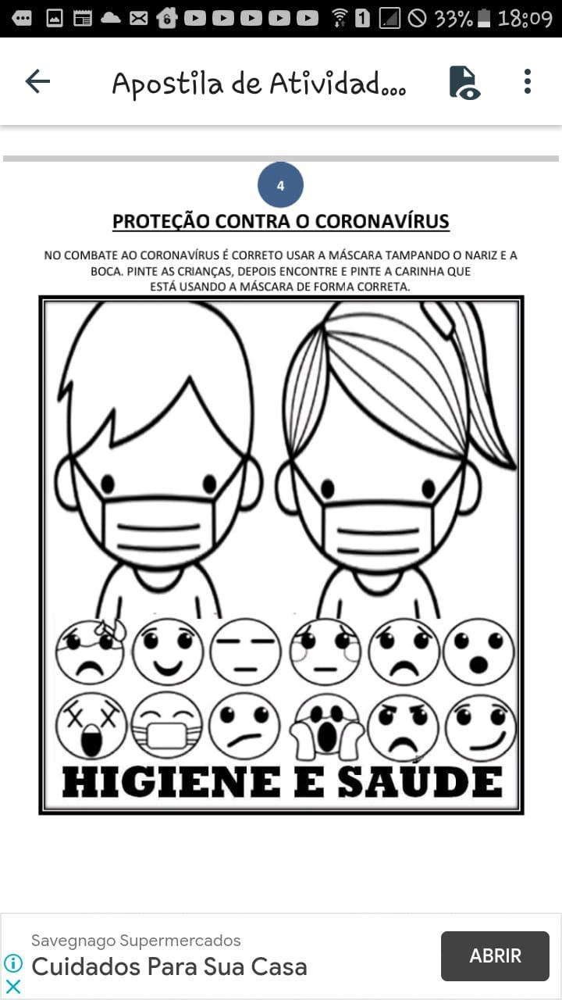 1 33% 18:09
Apostila de Atividad...
4
PROTEÇÃO CONTRA O CORONAVÍRUS
NO COMBATE AO CORONAVÍRUS É CORRETO USAR A MÁSCARA TAMPANDO O NARIZ E A
BOCA. PINTE AS CRIANÇAS, DEPOIS ENCONTRE E PINTE A CARINHA QUE
ESTÁ USANDO A MÁSCARA DE FORMA CORRETA.
HIGIENE E SAÚDE
Savegnago Supermercados
Cuidados Para Sua Casa
ABRIR